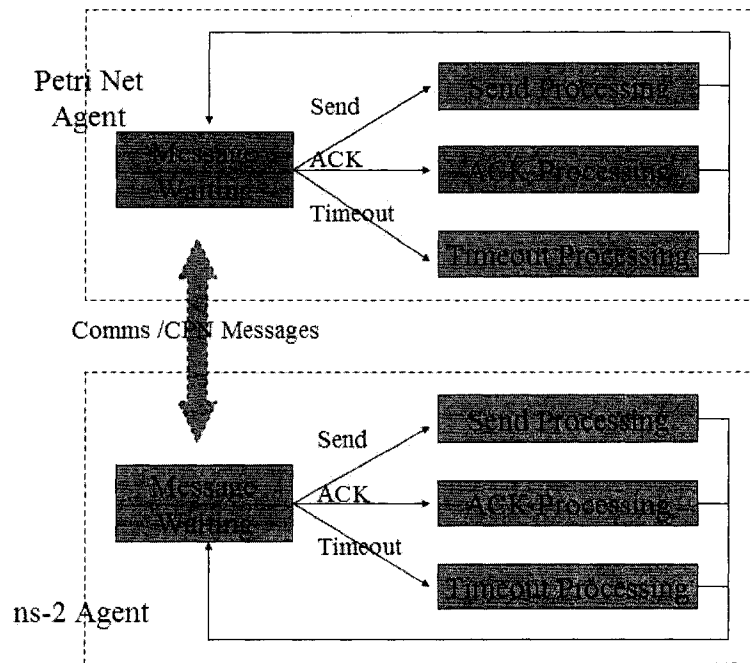 Petri Net
Agent
Message
Waiting
Send
ACK
Timeout
Send Processing
ACK Processing
Timeout Processing
Comms /CPN Messages
ns-2 Agent
Message
Waiting
Send
ACK
Timeout
Send Processing
ACK Processing
Timeout Processing